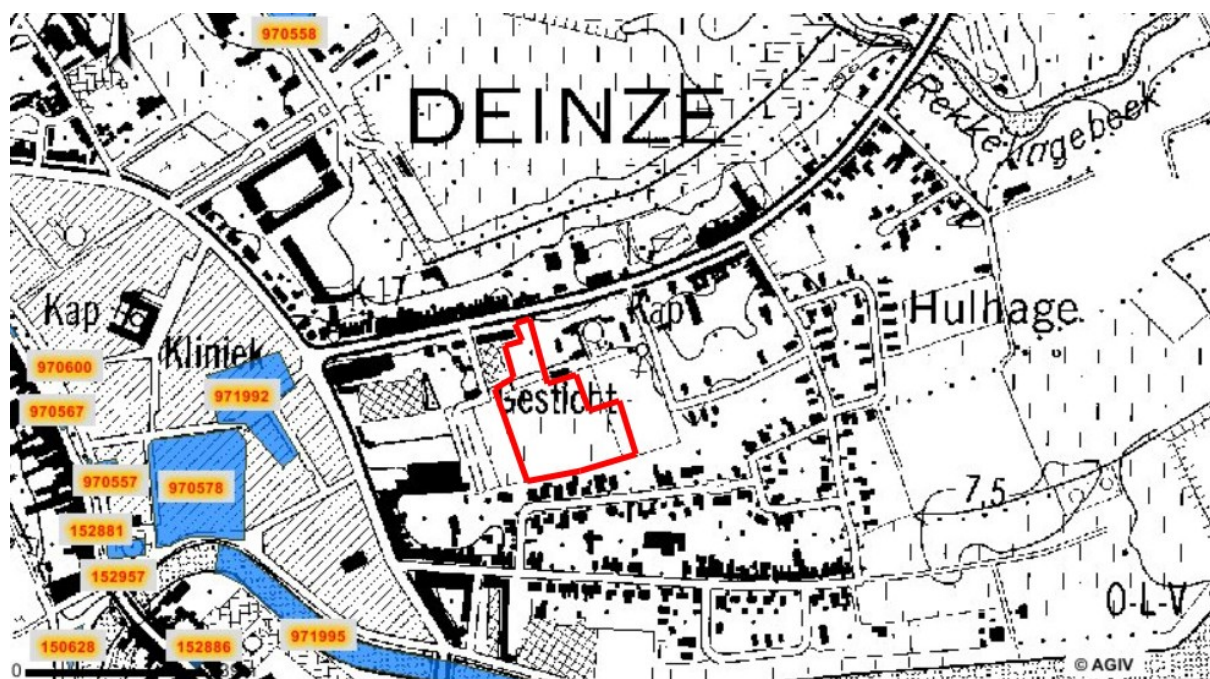 970558
DEINZE
Rekkelingebeek
K.17
Kap
Kap
Hulhage
Kliniek
970600
971992
Gesticht
970567
970557
970578
7,5
152881
152957
O-L-V
971995
150628
152886
0
© AGIV